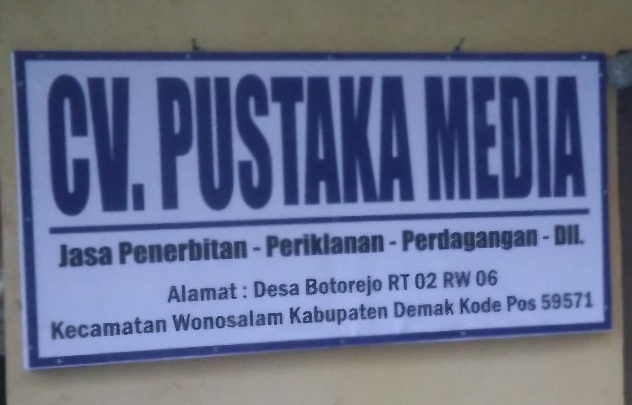 CV. PUSTAKA MEDIA
Jasa Penerbitan - Periklanan - Perdagangan - Dll.
Alamat : Desa Botorejo RT 02 RW 06
Kecamatan Wonosalam Kabupaten Demak Kode Pos 59571